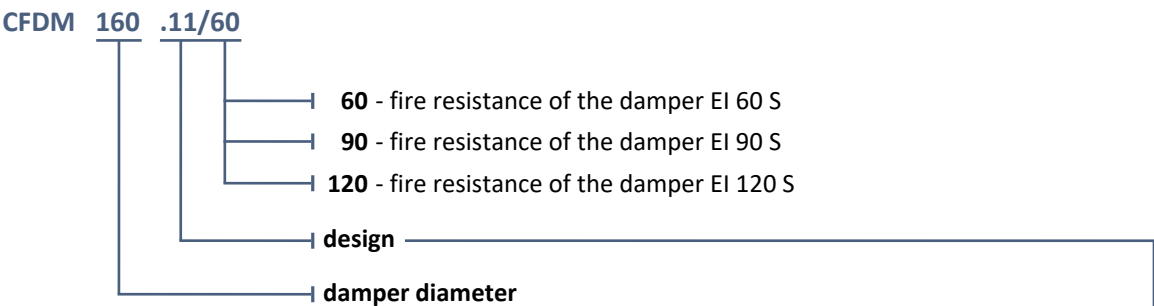 CFDM 160 .11/60
60 - fire resistance of the damper EI 60 S
90 - fire resistance of the damper EI 90 S
120 - fire resistance of the damper EI 120 S
design
damper diameter